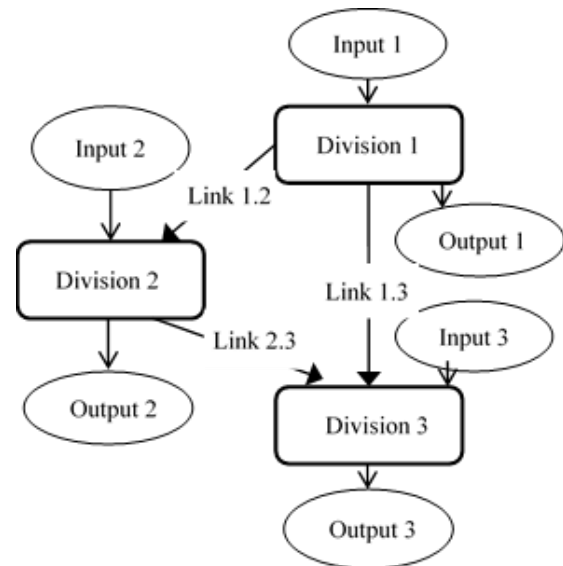 Input 1
Division 1
Input 2
Link 1.2
Output 1
Division 2
Link 1.3
Input 3
Link 2.3
Output 2
Division 3
Output 3